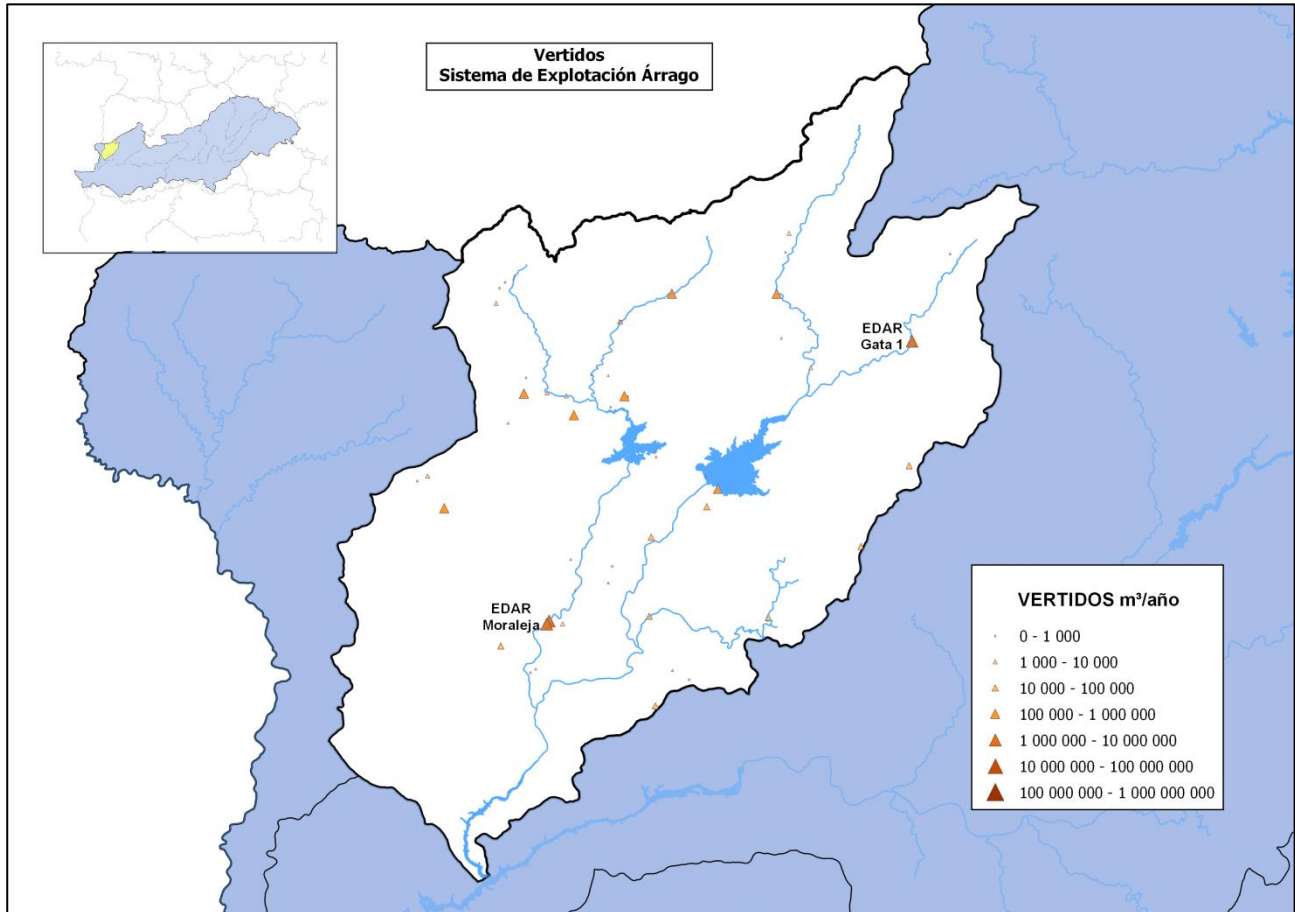 Vertidos
Sistema de Explotación Árrago
EDAR
Gata 1
EDAR
Moraleja
VERTIDOS m³/año
0 - 1 000
1 000 - 10 000
10 000 - 100 000
100 000 - 1 000 000
1 000 000 - 10 000 000
10 000 000 - 100 000 000
100 000 000 - 1 000 000 000